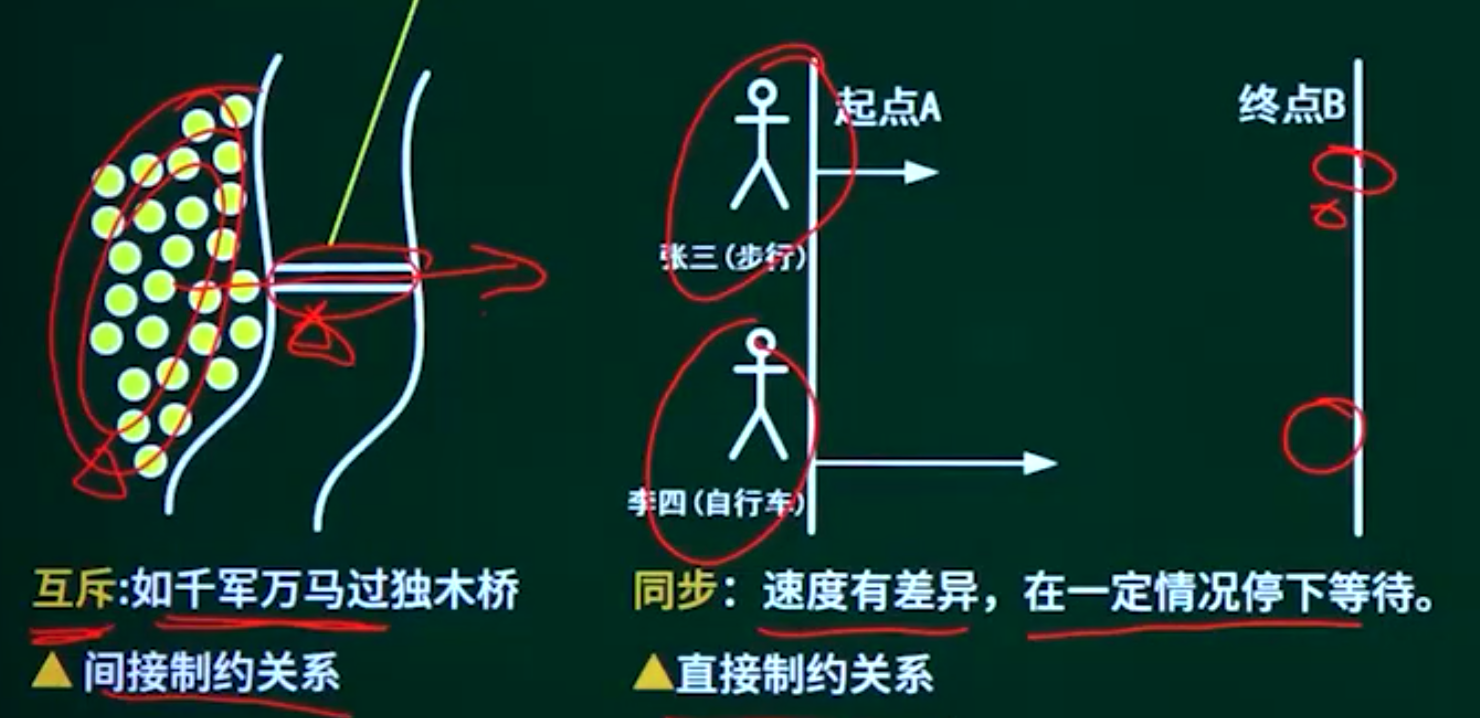 起点A
终点B
张三(步行)
李四(自行车)
互斥:如千军万马过独木桥
间接制约关系
同步：速度有差异，在一定情况停下等待。
直接制约关系